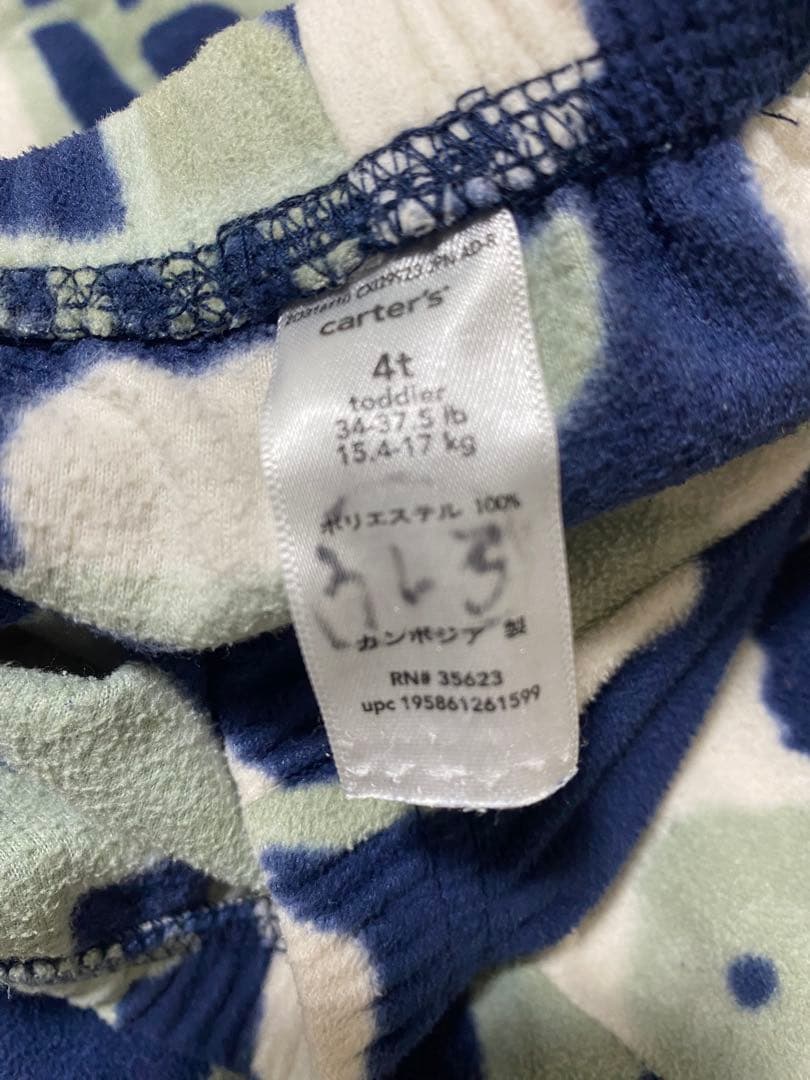 carter's
4t
toddler
34-37.5 lb
15.4-17 kg
ポリエステル 100%
カンボジア 製
RN# 35623
upc 195861261599